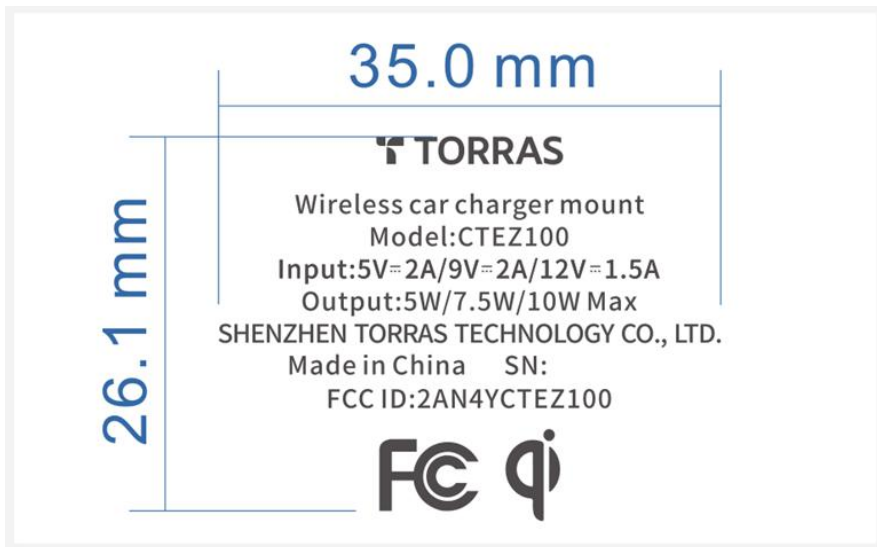 35.0 mm
26.1 mm
TORRAS
Wireless car charger mount
Model:CTEZ100
Input:5V⎓2A/9V⎓2A/12V⎓1.5A
Output:5W/7.5W/10W Max
SHENZHEN TORRAS TECHNOLOGY CO., LTD.
Made in China SN:
FCC ID:2AN4YCTEZ100
FC qi